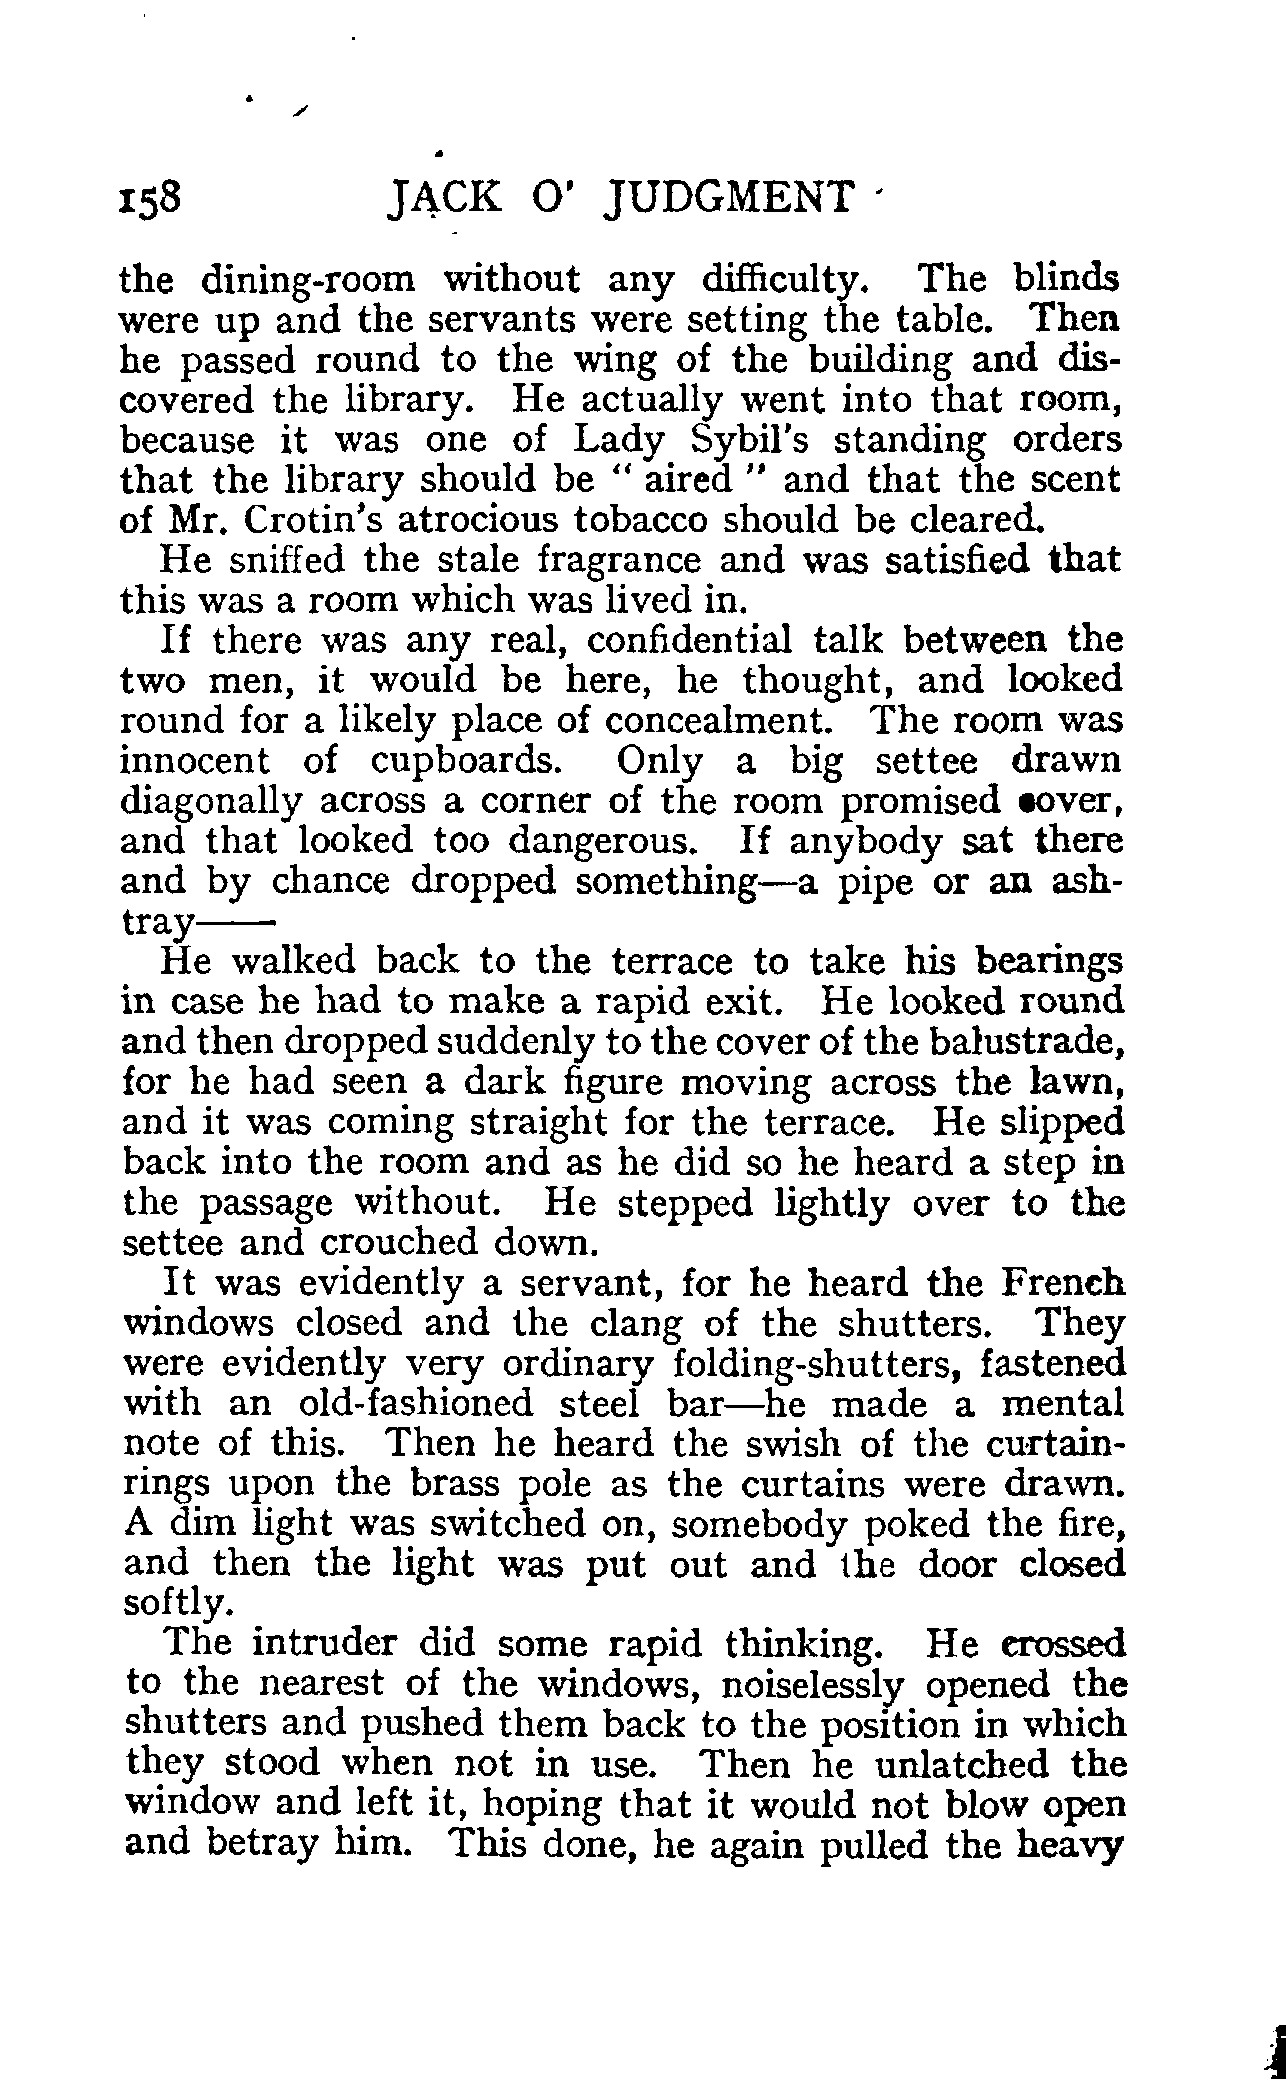 158 JACK O' JUDGMENT
the dining-room without any difficulty. The blinds
were up and the servants were setting the table. Then
he passed round to the wing of the building and dis-
covered the library. He actually went into that room,
because it was one of Lady Sybil's standing orders
that the library should be “ aired ” and that the scent
of Mr. Crotin's atrocious tobacco should be cleared.
He sniffed the stale fragrance and was satisfied that
this was a room which was lived in.
If there was any real, confidential talk between the
two men, it would be here, he thought, and looked
round for a likely place of concealment. The room was
innocent of cupboards. Only a big settee drawn
diagonally across a corner of the room promised cover,
and that looked too dangerous. If anybody sat there
and by chance dropped something—a pipe or an ash-
tray——
He walked back to the terrace to take his bearings
in case he had to make a rapid exit. He looked round
and then dropped suddenly to the cover of the balustrade,
for he had seen a dark figure moving across the lawn,
and it was coming straight for the terrace. He slipped
back into the room and as he did so he heard a step in
the passage without. He stepped lightly over to the
settee and crouched down.
It was evidently a servant, for he heard the French
windows closed and the clang of the shutters. They
were evidently very ordinary folding-shutters, fastened
with an old-fashioned steel bar—he made a mental
note of this. Then he heard the swish of the curtain-
rings upon the brass pole as the curtains were drawn.
A dim light was switched on, somebody poked the fire,
and then the light was put out and the door closed
softly.
The intruder did some rapid thinking. He crossed
to the nearest of the windows, noiselessly opened the
shutters and pushed them back to the position in which
they stood when not in use. Then he unlatched the
window and left it, hoping that it would not blow open
and betray him. This done, he again pulled the heavy